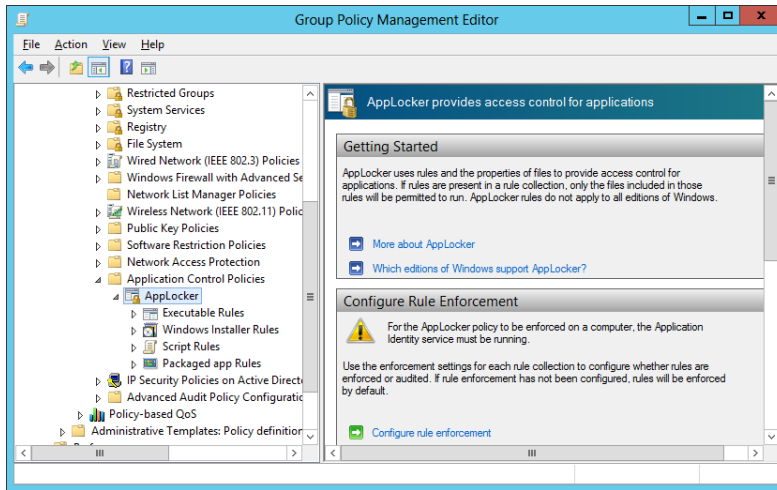 Group Policy Management Editor
File Action View Help
Restricted Groups
System Services
Registry
File System
Wired Network (IEEE 802.3) Policies
Windows Firewall with Advanced Se
Network List Manager Policies
Wireless Network (IEEE 802.11) Polic
Public Key Policies
Software Restriction Policies
Network Access Protection
Application Control Policies
AppLocker
Executable Rules
Windows Installer Rules
Script Rules
Packaged app Rules
IP Security Policies on Active Direct
Advanced Audit Policy Configuratic
Policy-based QoS
Administrative Templates: Policy definition
AppLocker provides access control for applications
Getting Started
AppLocker uses rules and the properties of files to provide access control for
applications. If rules are present in a rule collection, only the files included in those
rules will be permitted to run. AppLocker rules do not apply to all editions of Windows.
More about AppLocker
Which editions of Windows support AppLocker?
Configure Rule Enforcement
For the AppLocker policy to be enforced on a computer, the Application
Identity service must be running.
Use the enforcement settings for each rule collection to configure whether rules are
enforced or audited. If rule enforcement has not been configured, rules will be enforced
by default.
Configure rule enforcement